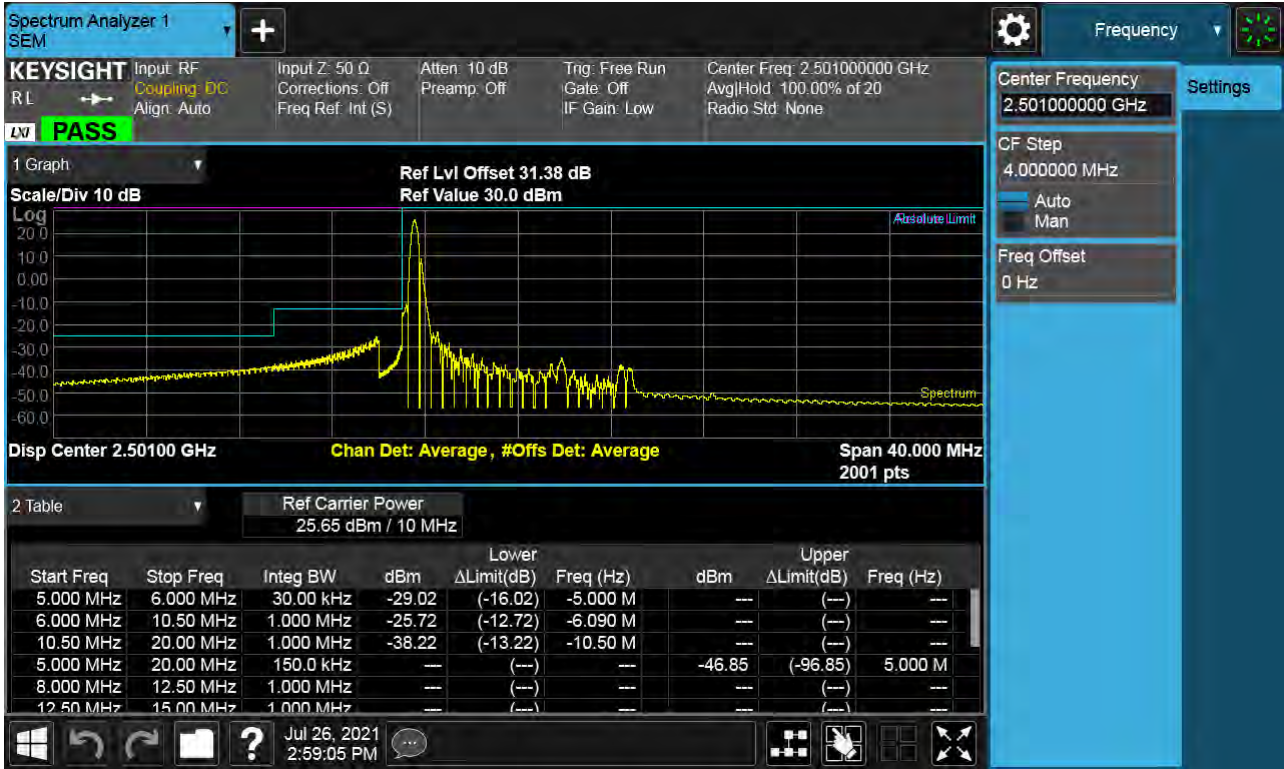 Spectrum Analyzer 1
SEM
+
Frequency
KEYSIGHT Input: RF Input Z: 50 Ω Atten: 10 dB Trig: Free Run Center Freq: 2.501000000 GHz
RL Coupling: DC Corrections: Off Preamp: Off Gate: Off Avg|Hold: 100.00% of 20
Align: Auto Freq Ref: Int (S) IF Gain: Low Radio Std: None
LXI PASS
Center Frequency
2.501000000 GHz
Settings
CF Step
4.000000 MHz
Auto
Man
Freq Offset
0 Hz
1 Graph
Ref Lvl Offset 31.38 dB
Scale/Div 10 dB Ref Value 30.0 dBm
Log
Absolute Limit
20.0
10.0
0.00
-10.0
-20.0
-30.0
-40.0
-50.0
Spectrum
-60.0
Disp Center 2.50100 GHz Chan Det: Average, #Offs Det: Average Span 40.000 MHz
2001 pts
2 Table
Ref Carrier Power
25.65 dBm / 10 MHz
Lower Upper
Start Freq Stop Freq Integ BW dBm ΔLimit(dB) Freq (Hz) dBm ΔLimit(dB) Freq (Hz)
5.000 MHz 6.000 MHz 30.00 kHz -29.02 (-16.02) -5.000 M --- (---) ---
6.000 MHz 10.50 MHz 1.000 MHz -25.72 (-12.72) -6.090 M --- (---) ---
10.50 MHz 20.00 MHz 1.000 MHz -38.22 (-13.22) -10.50 M --- (---) ---
5.000 MHz 20.00 MHz 150.0 kHz --- (---) --- -46.85 (-96.85) 5.000 M
8.000 MHz 12.50 MHz 1.000 MHz --- (---) --- --- (---) ---
12.50 MHz 15.00 MHz 1.000 MHz --- (---) --- --- (---) ---
? Jul 26, 2021
2:59:05 PM